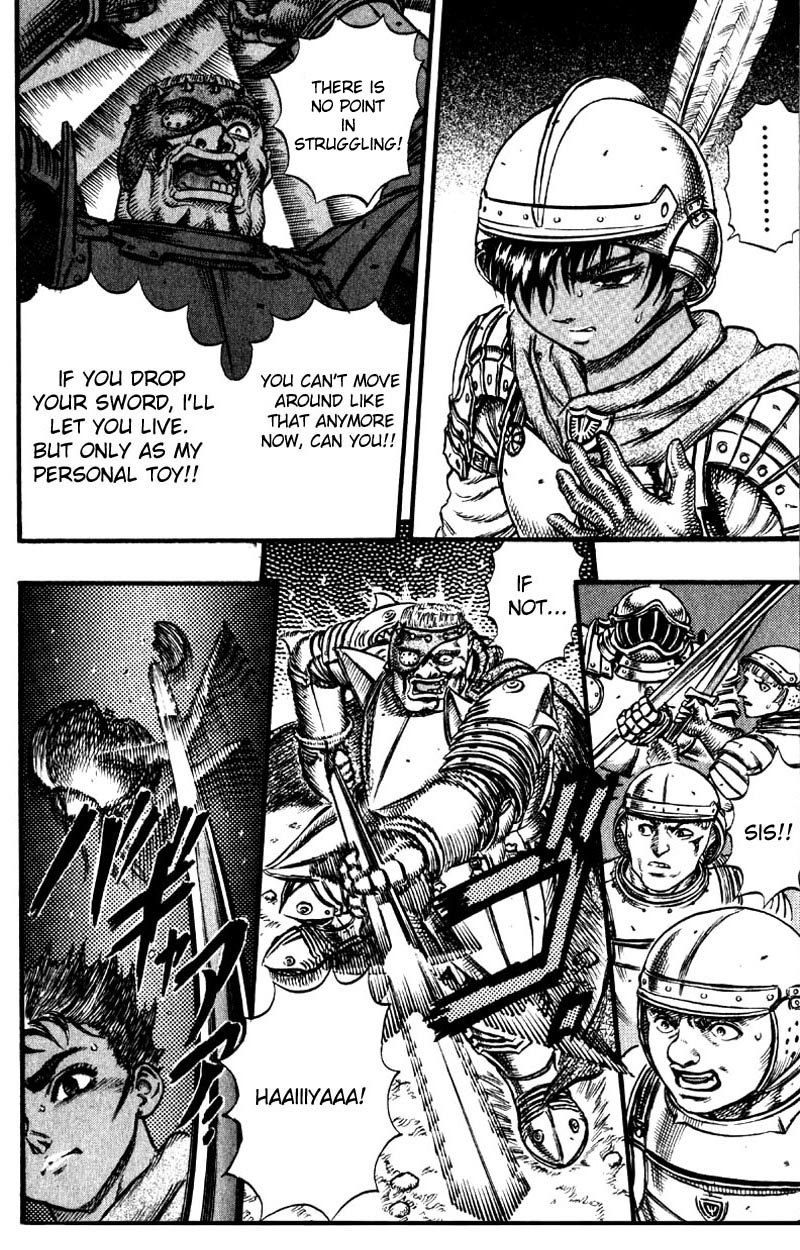 .........
THERE IS
NO POINT
IN
STRUGGLING!
YOU CAN'T MOVE
AROUND LIKE
THAT ANYMORE
NOW, CAN YOU!!
IF YOU DROP
YOUR SWORD, I'LL
LET YOU LIVE.
BUT ONLY AS MY
PERSONAL TOY!!
SIS!!
IF
NOT...
HAAIIIYAAA!